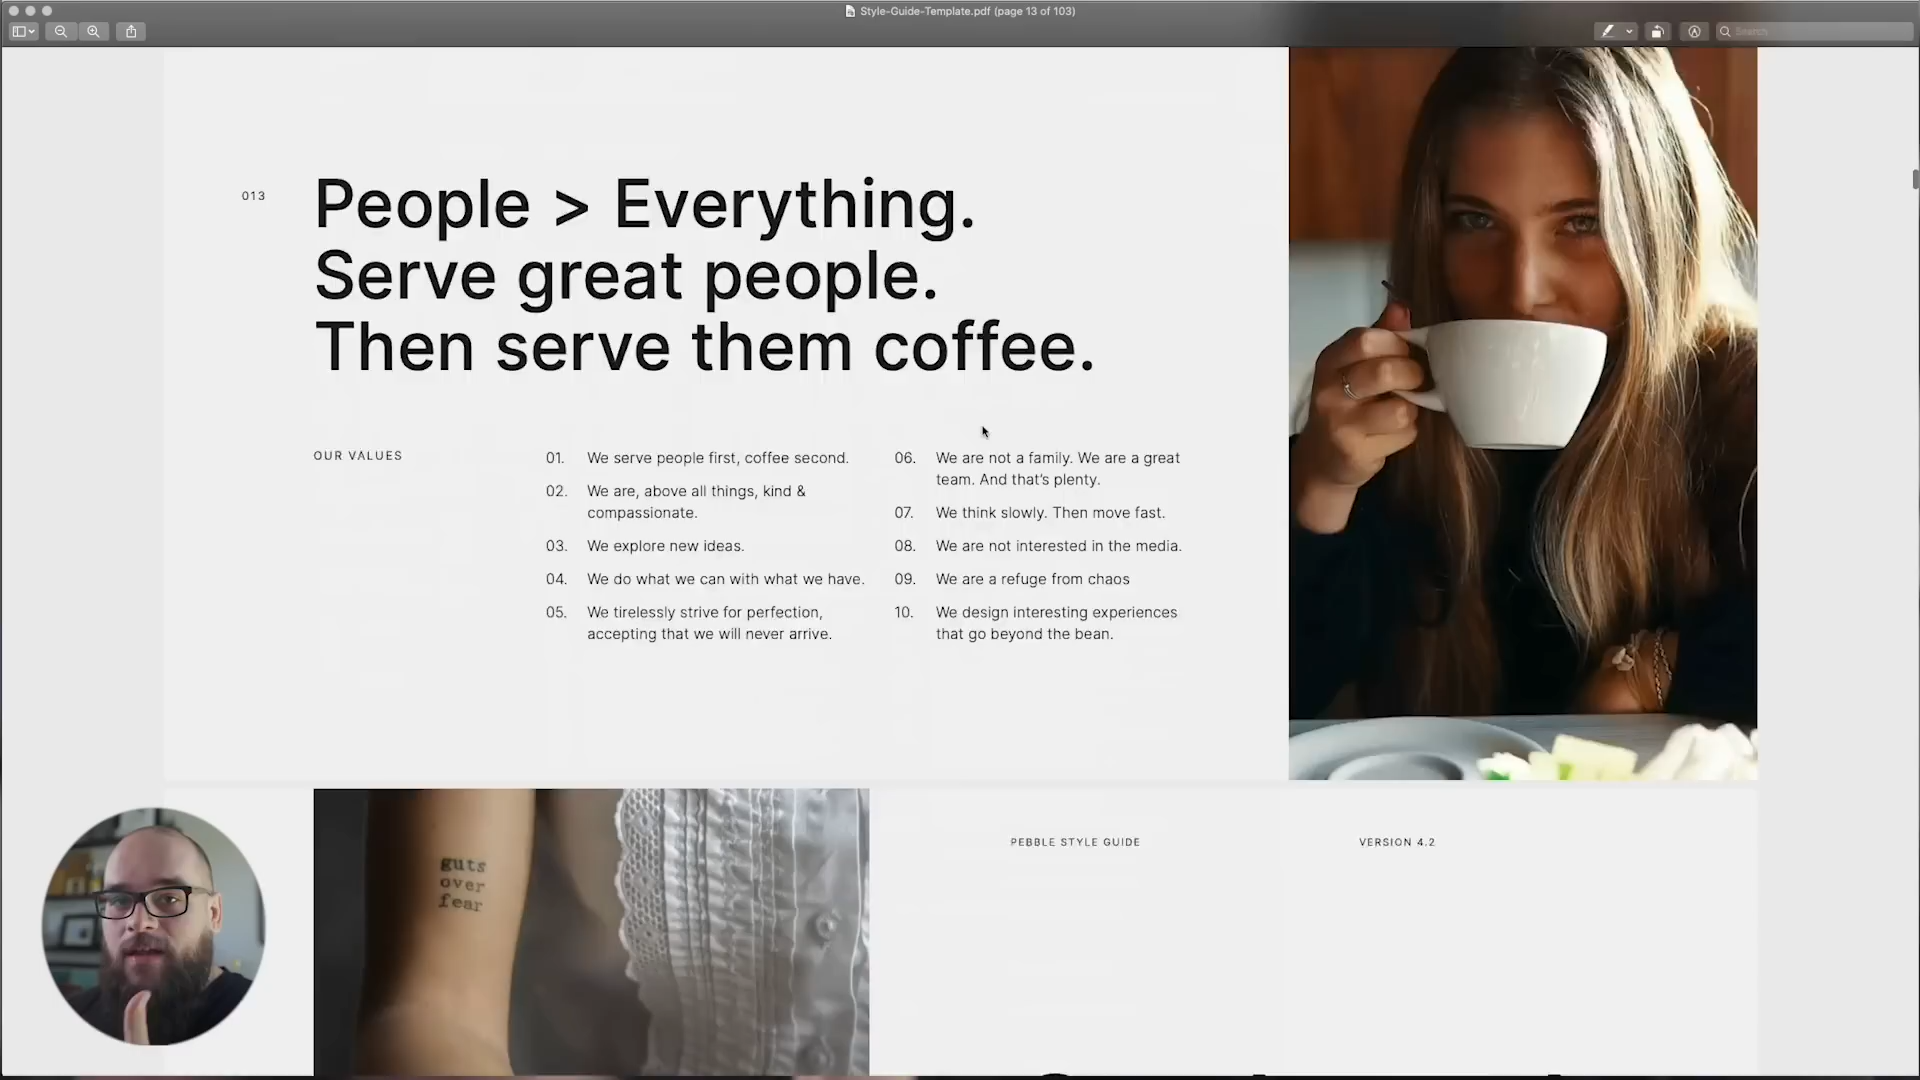 Style-Guide-Template.pdf (page 13 of 103)
Search
013
People > Everything.
Serve great people.
Then serve them coffee.
OUR VALUES
01. We serve people first, coffee second.
02. We are, above all things, kind &
compassionate.
03. We explore new ideas.
04. We do what we can with what we have.
05. We tirelessly strive for perfection,
accepting that we will never arrive.
06. We are not a family. We are a great
team. And that's plenty.
07. We think slowly. Then move fast.
08. We are not interested in the media.
09. We are a refuge from chaos
10. We design interesting experiences
that go beyond the bean.
guts
over
fear
PEBBLE STYLE GUIDE
VERSION 4.2